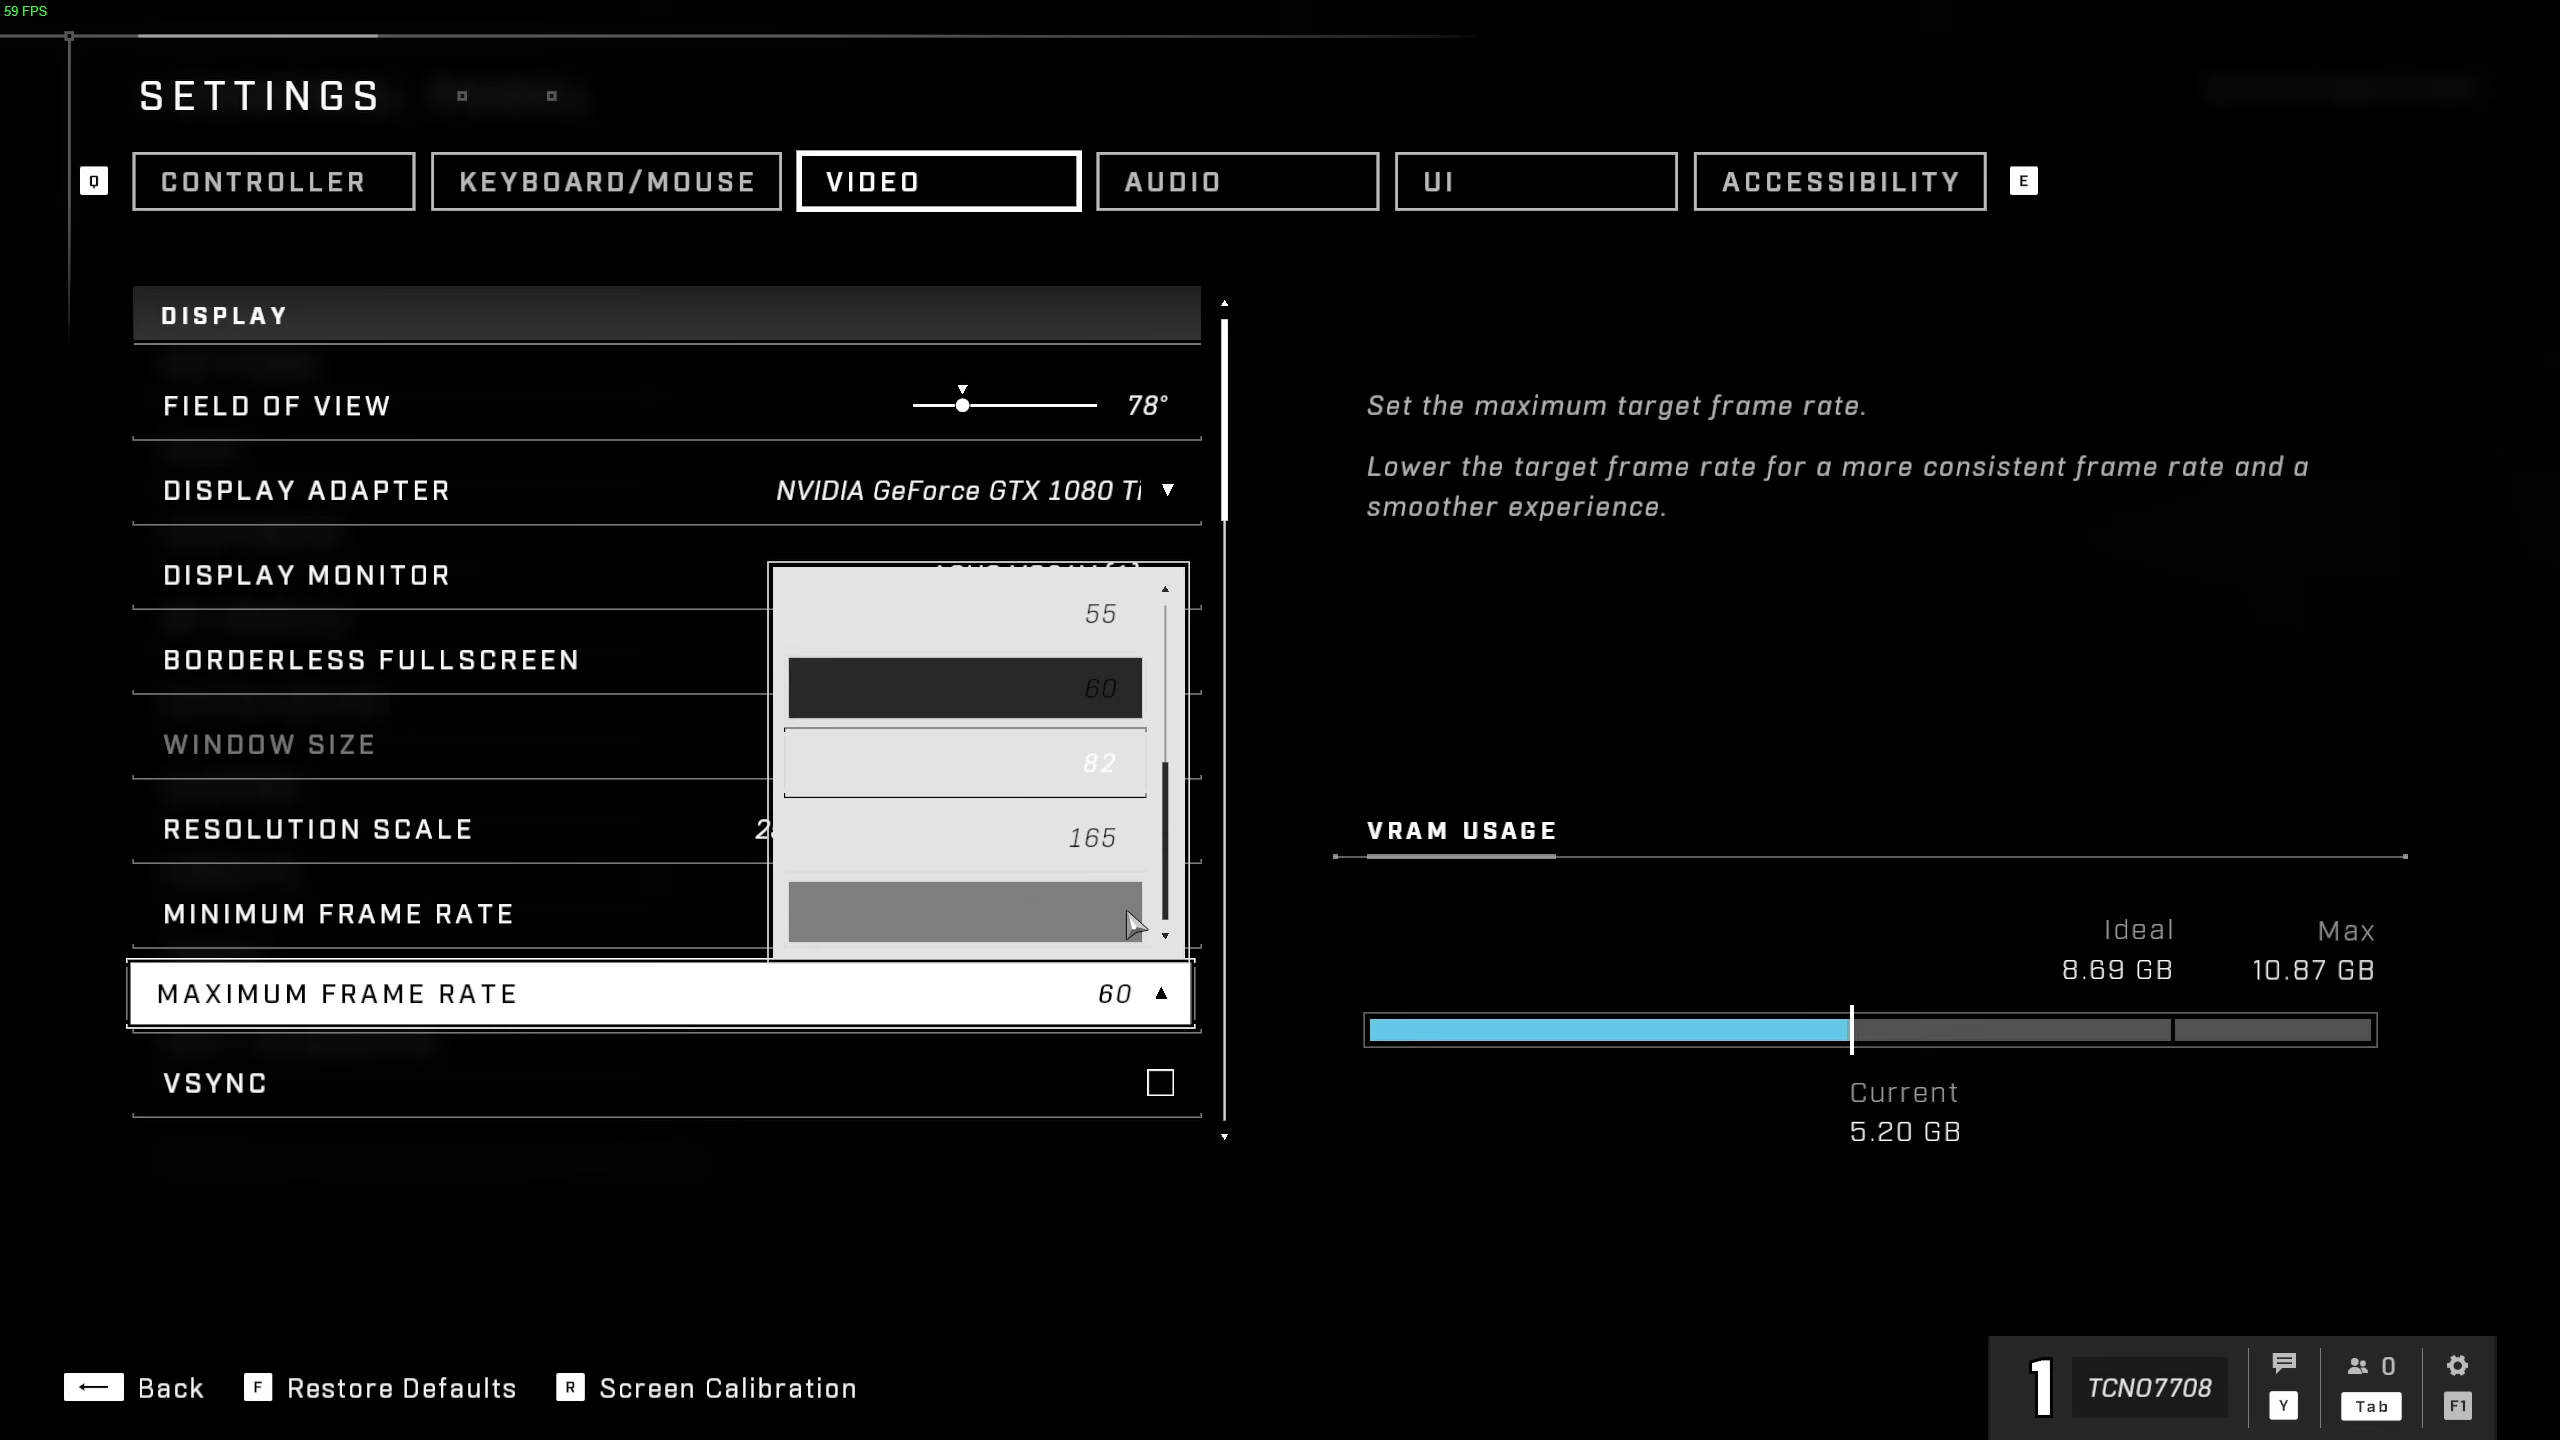 59 FPS
SETTINGS
Q CONTROLLER KEYBOARD/MOUSE VIDEO AUDIO UI ACCESSIBILITY E
DISPLAY
FIELD OF VIEW 78°
DISPLAY ADAPTER NVIDIA GeForce GTX 1080 Ti
DISPLAY MONITOR
55
BORDERLESS FULLSCREEN
60
WINDOW SIZE
82
RESOLUTION SCALE
165
MINIMUM FRAME RATE
MAXIMUM FRAME RATE 60
VSYNC
Set the maximum target frame rate.
Lower the target frame rate for a more consistent frame rate and a
smoother experience.
VRAM USAGE
Ideal Max
8.69 GB 10.87 GB
Current
5.20 GB
Back F Restore Defaults R Screen Calibration
1 TCNO7708 0
Y Tab F1